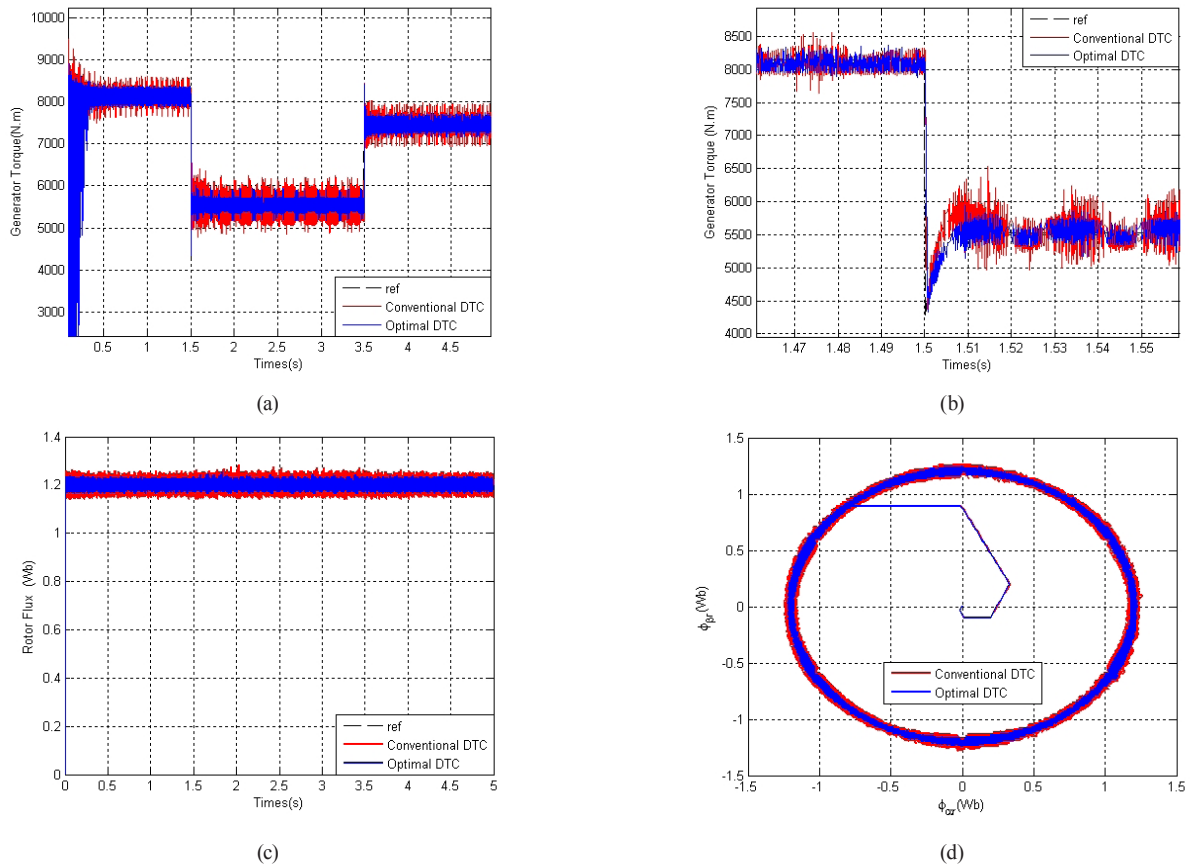 10000
9000
8000
7000
6000
5000
4000
3000
Generator Torque(N.m)
ref
Conventional DTC
Optimal DTC
0.5 1 1.5 2 2.5 3 3.5 4 4.5
Times(s)
(a)
8500
8000
7500
7000
6500
6000
5500
5000
4500
4000
Generator Torque (N.m)
ref
Conventional DTC
Optimal DTC
1.47 1.48 1.49 1.5 1.51 1.52 1.53 1.54 1.55
Times(s)
(b)
1.4
1.2
1
0.8
0.6
0.4
0.2
0
Rotor Flux (Wb)
ref
Conventional DTC
Optimal DTC
0 0.5 1 1.5 2 2.5 3 3.5 4 4.5 5
Times(s)
(c)
1.5
1
0.5
0
-0.5
-1
-1.5
ϕβr(Wb)
Conventional DTC
Optimal DTC
-1.5 -1 -0.5 0 0.5 1 1.5
ϕαr(Wb)
(d)